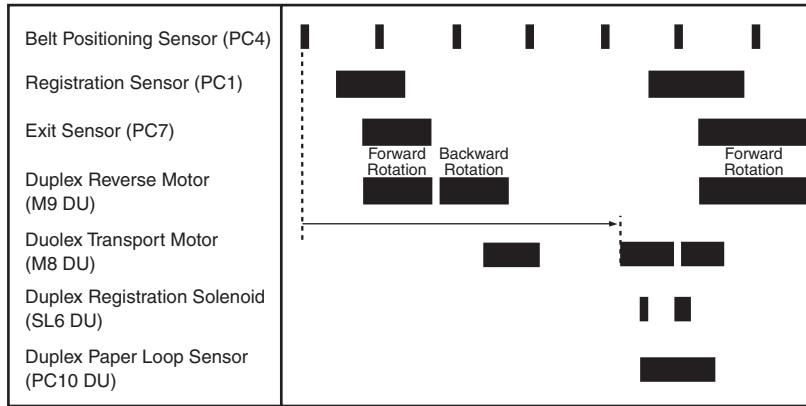 Belt Positioning Sensor (PC4)
Registration Sensor (PC1)
Exit Sensor (PC7)
Forward
Rotation
Backward
Rotation
Forward
Rotation
Duplex Reverse Motor
(M9 DU)
Duolex Transport Motor
(M8 DU)
Duplex Registration Solenoid
(SL6 DU)
Duplex Paper Loop Sensor
(PC10 DU)